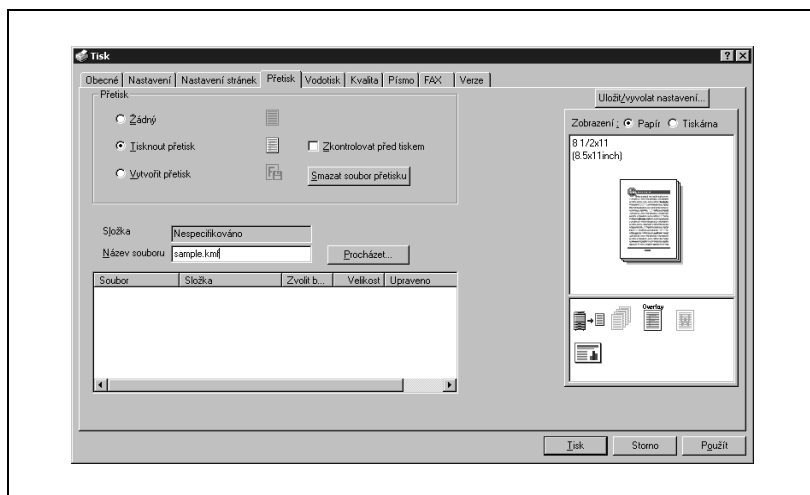 Tisk
Obecné Nastavení Nastavení stránek Přetisk Vodotisk Kvalita Písmo FAX Verze
Přetisk
Žádný
Tisknout přetisk
Zkontrolovat před tiskem
Vytvořit přetisk
Smazat soubor přetisku
Složka
Nespecifikováno
Název souboru
sample.kmf
Procházet...
Soubor Složka Zvolit b... Velikost Upraveno
Uložit/vyvolat nastavení...
Zobrazení : Papír Tiskárna
8 1/2x11
(8.5x11inch)
Overlay
Tisk Storno Použít